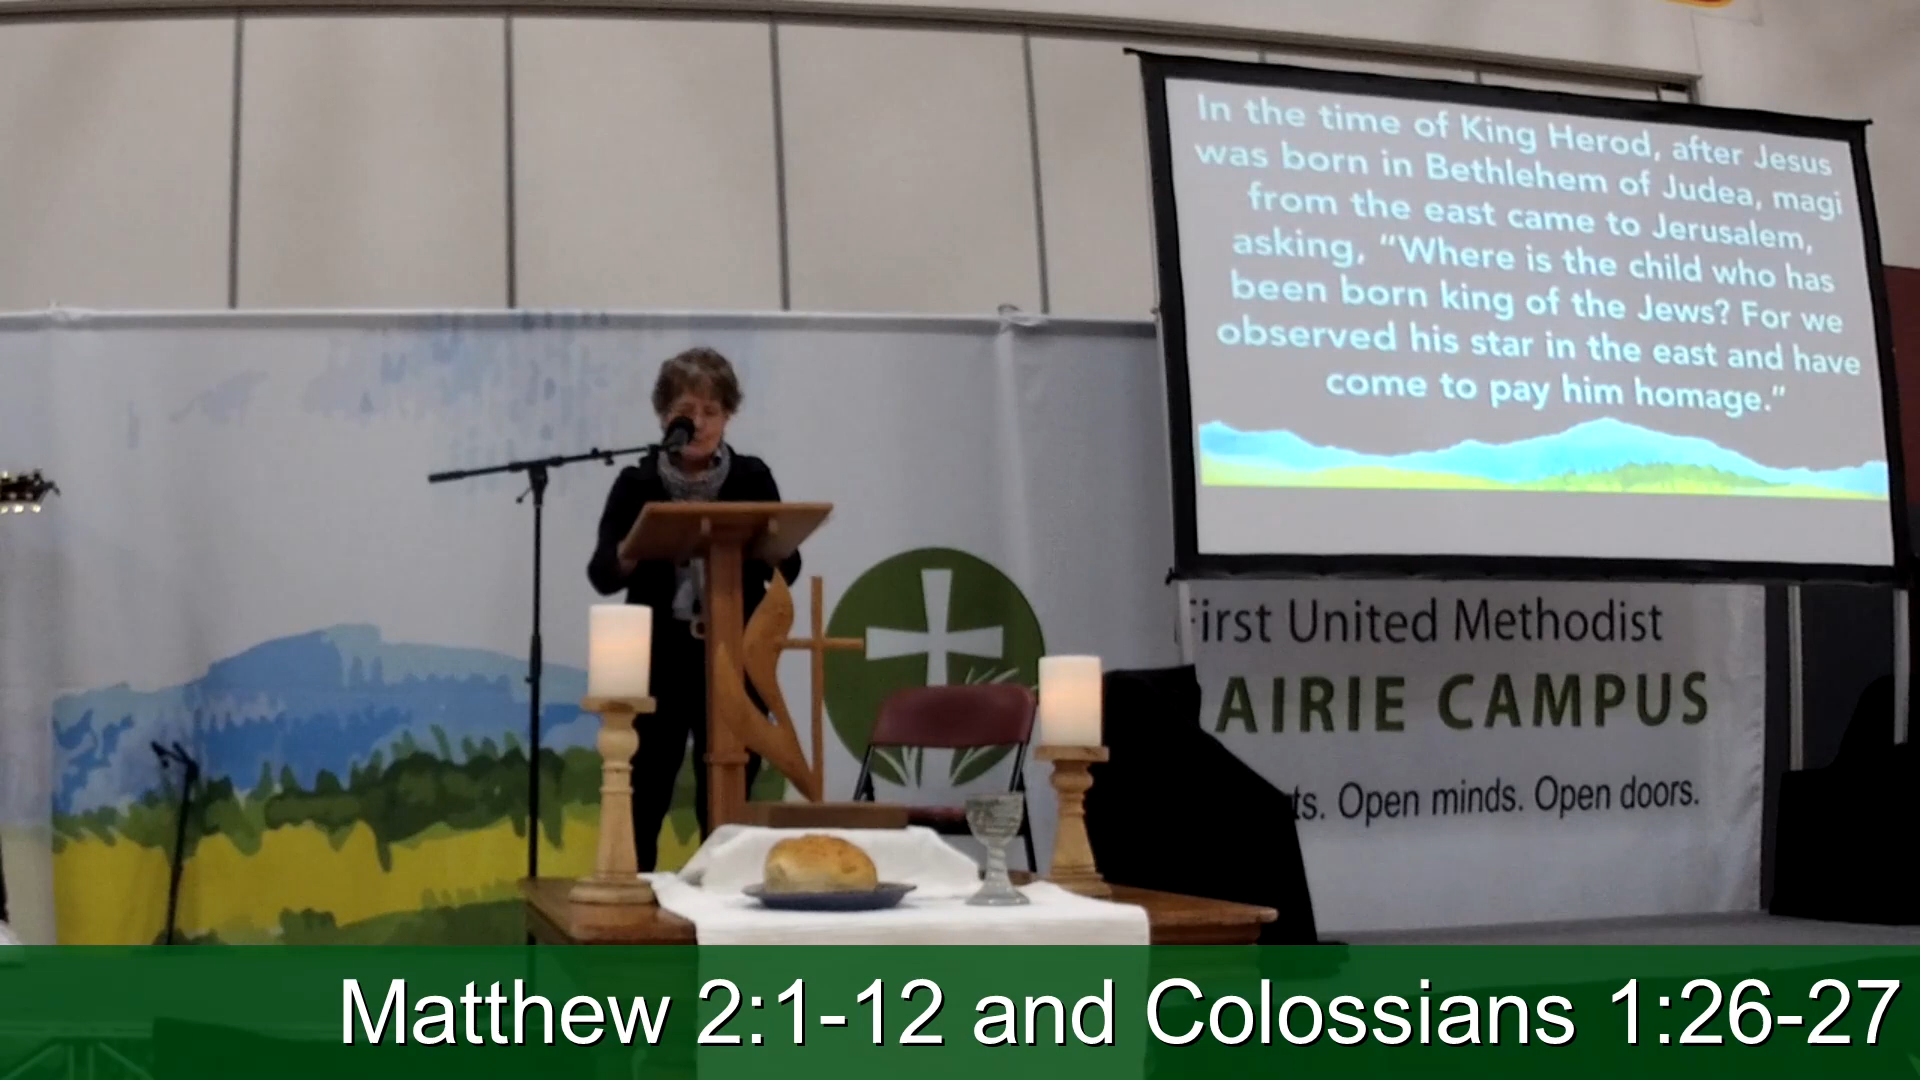 In the time of King Herod, after Jesus
was born in Bethlehem of Judea, magi
from the east came to Jerusalem,
asking, “Where is the child who has
been born king of the Jews? For we
observed his star in the east and have
come to pay him homage.”
First United Methodist
AIRIE CAMPUS
ts. Open minds. Open doors.
Matthew 2:1-12 and Colossians 1:26-27